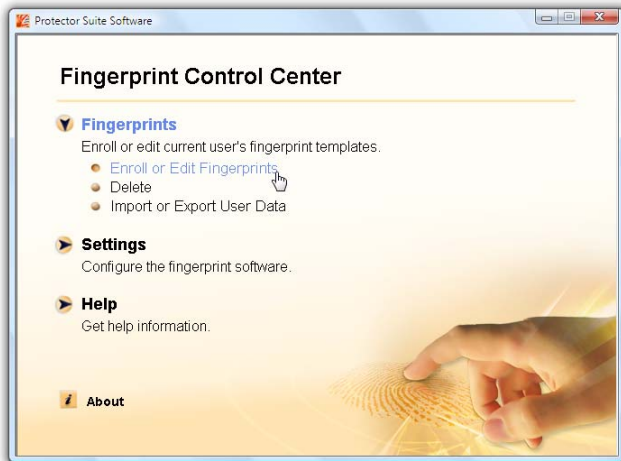 Protector Suite Software
Fingerprint Control Center
Fingerprints
Enroll or edit current user's fingerprint templates.
Enroll or Edit Fingerprints
Delete
Import or Export User Data
Settings
Configure the fingerprint software.
Help
Get help information.
About